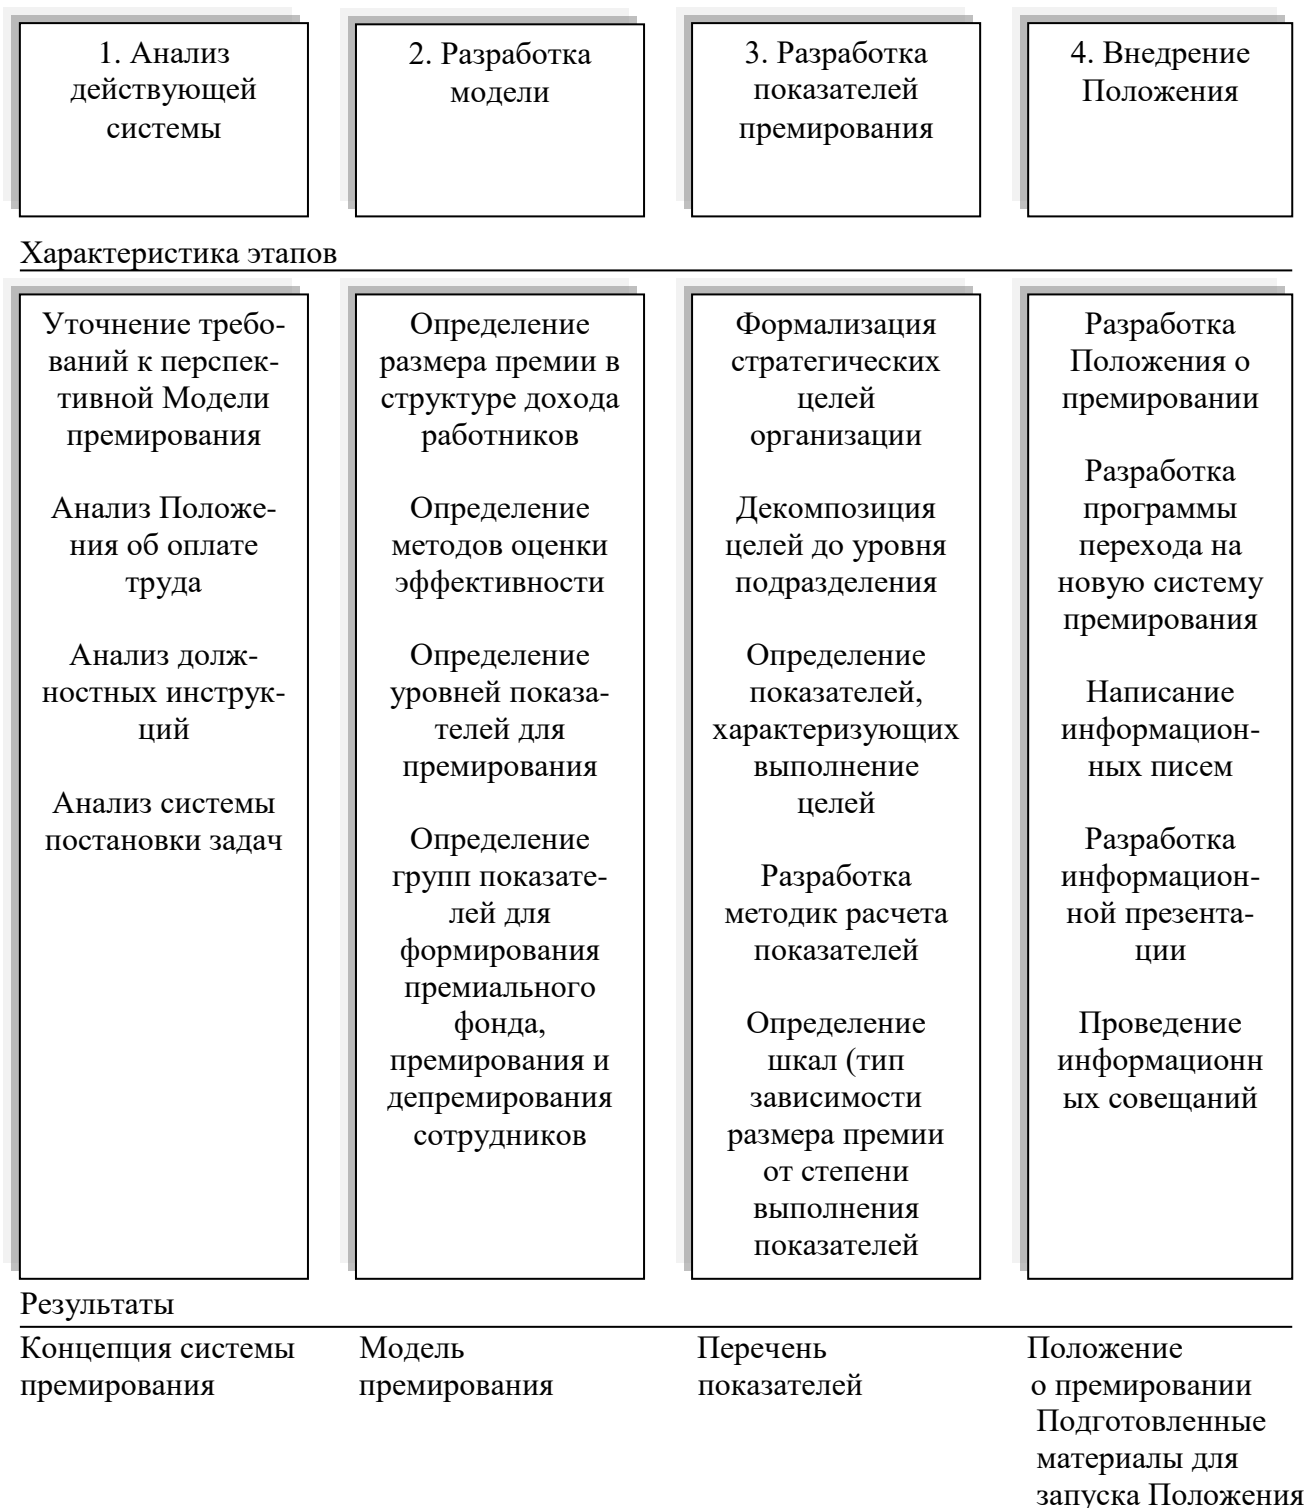 1. Анализ
действующей
системы
2. Разработка
модели
3. Разработка
показателей
премирования
4. Внедрение
Положения
Характеристика этапов
Уточнение требо-
ваний к перспек-
тивной Модели
премирования
Анализ Положе-
ния об оплате
труда
Анализ долж-
ностных инструк-
ций
Анализ системы
постановки задач
Определение
размера премии в
структуре дохода
работников
Определение
методов оценки
эффективности
Определение
уровней показа-
телей для
премирования
Определение
групп показате-
лей для
формирования
премиального
фонда,
премирования и
депремирования
сотрудников
Формализация
стратегических
целей
организации
Декомпозиция
целей до уровня
подразделения
Определение
показателей,
характеризующих
выполнение
целей
Разработка
методик расчета
показателей
Определение
шкал (тип
зависимости
размера премии
от степени
выполнения
показателей
Разработка
Положения о
премировании
Разработка
программы
перехода на
новую систему
премирования
Написание
информацион-
ных писем
Разработка
информацион-
ной презента-
ции
Проведение
информационн
ых совещаний
Результаты
Концепция системы
премирования
Модель
премирования
Перечень
показателей
Положение
о премировании
Подготовленные
материалы для
запуска Положения